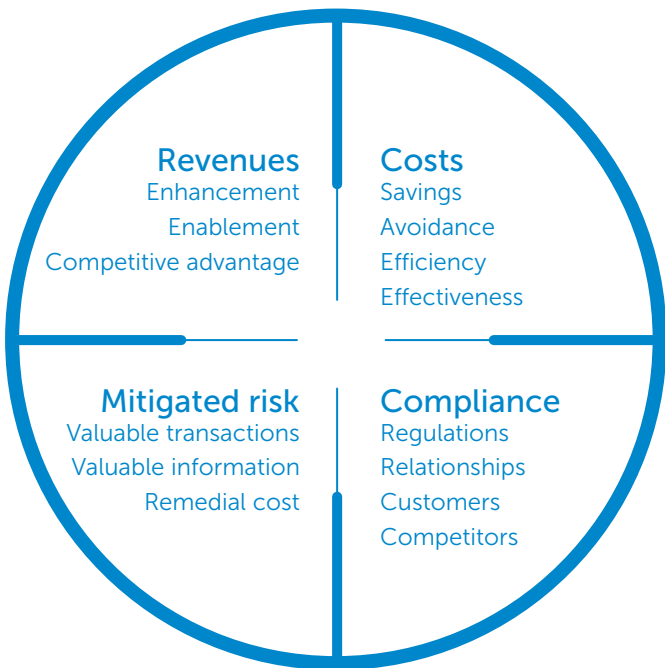 Revenues
Enhancement
Enablement
Competitive advantage
Costs
Savings
Avoidance
Efficiency
Effectiveness
Mitigated risk
Valuable transactions
Valuable information
Remedial cost
Compliance
Regulations
Relationships
Customers
Competitors